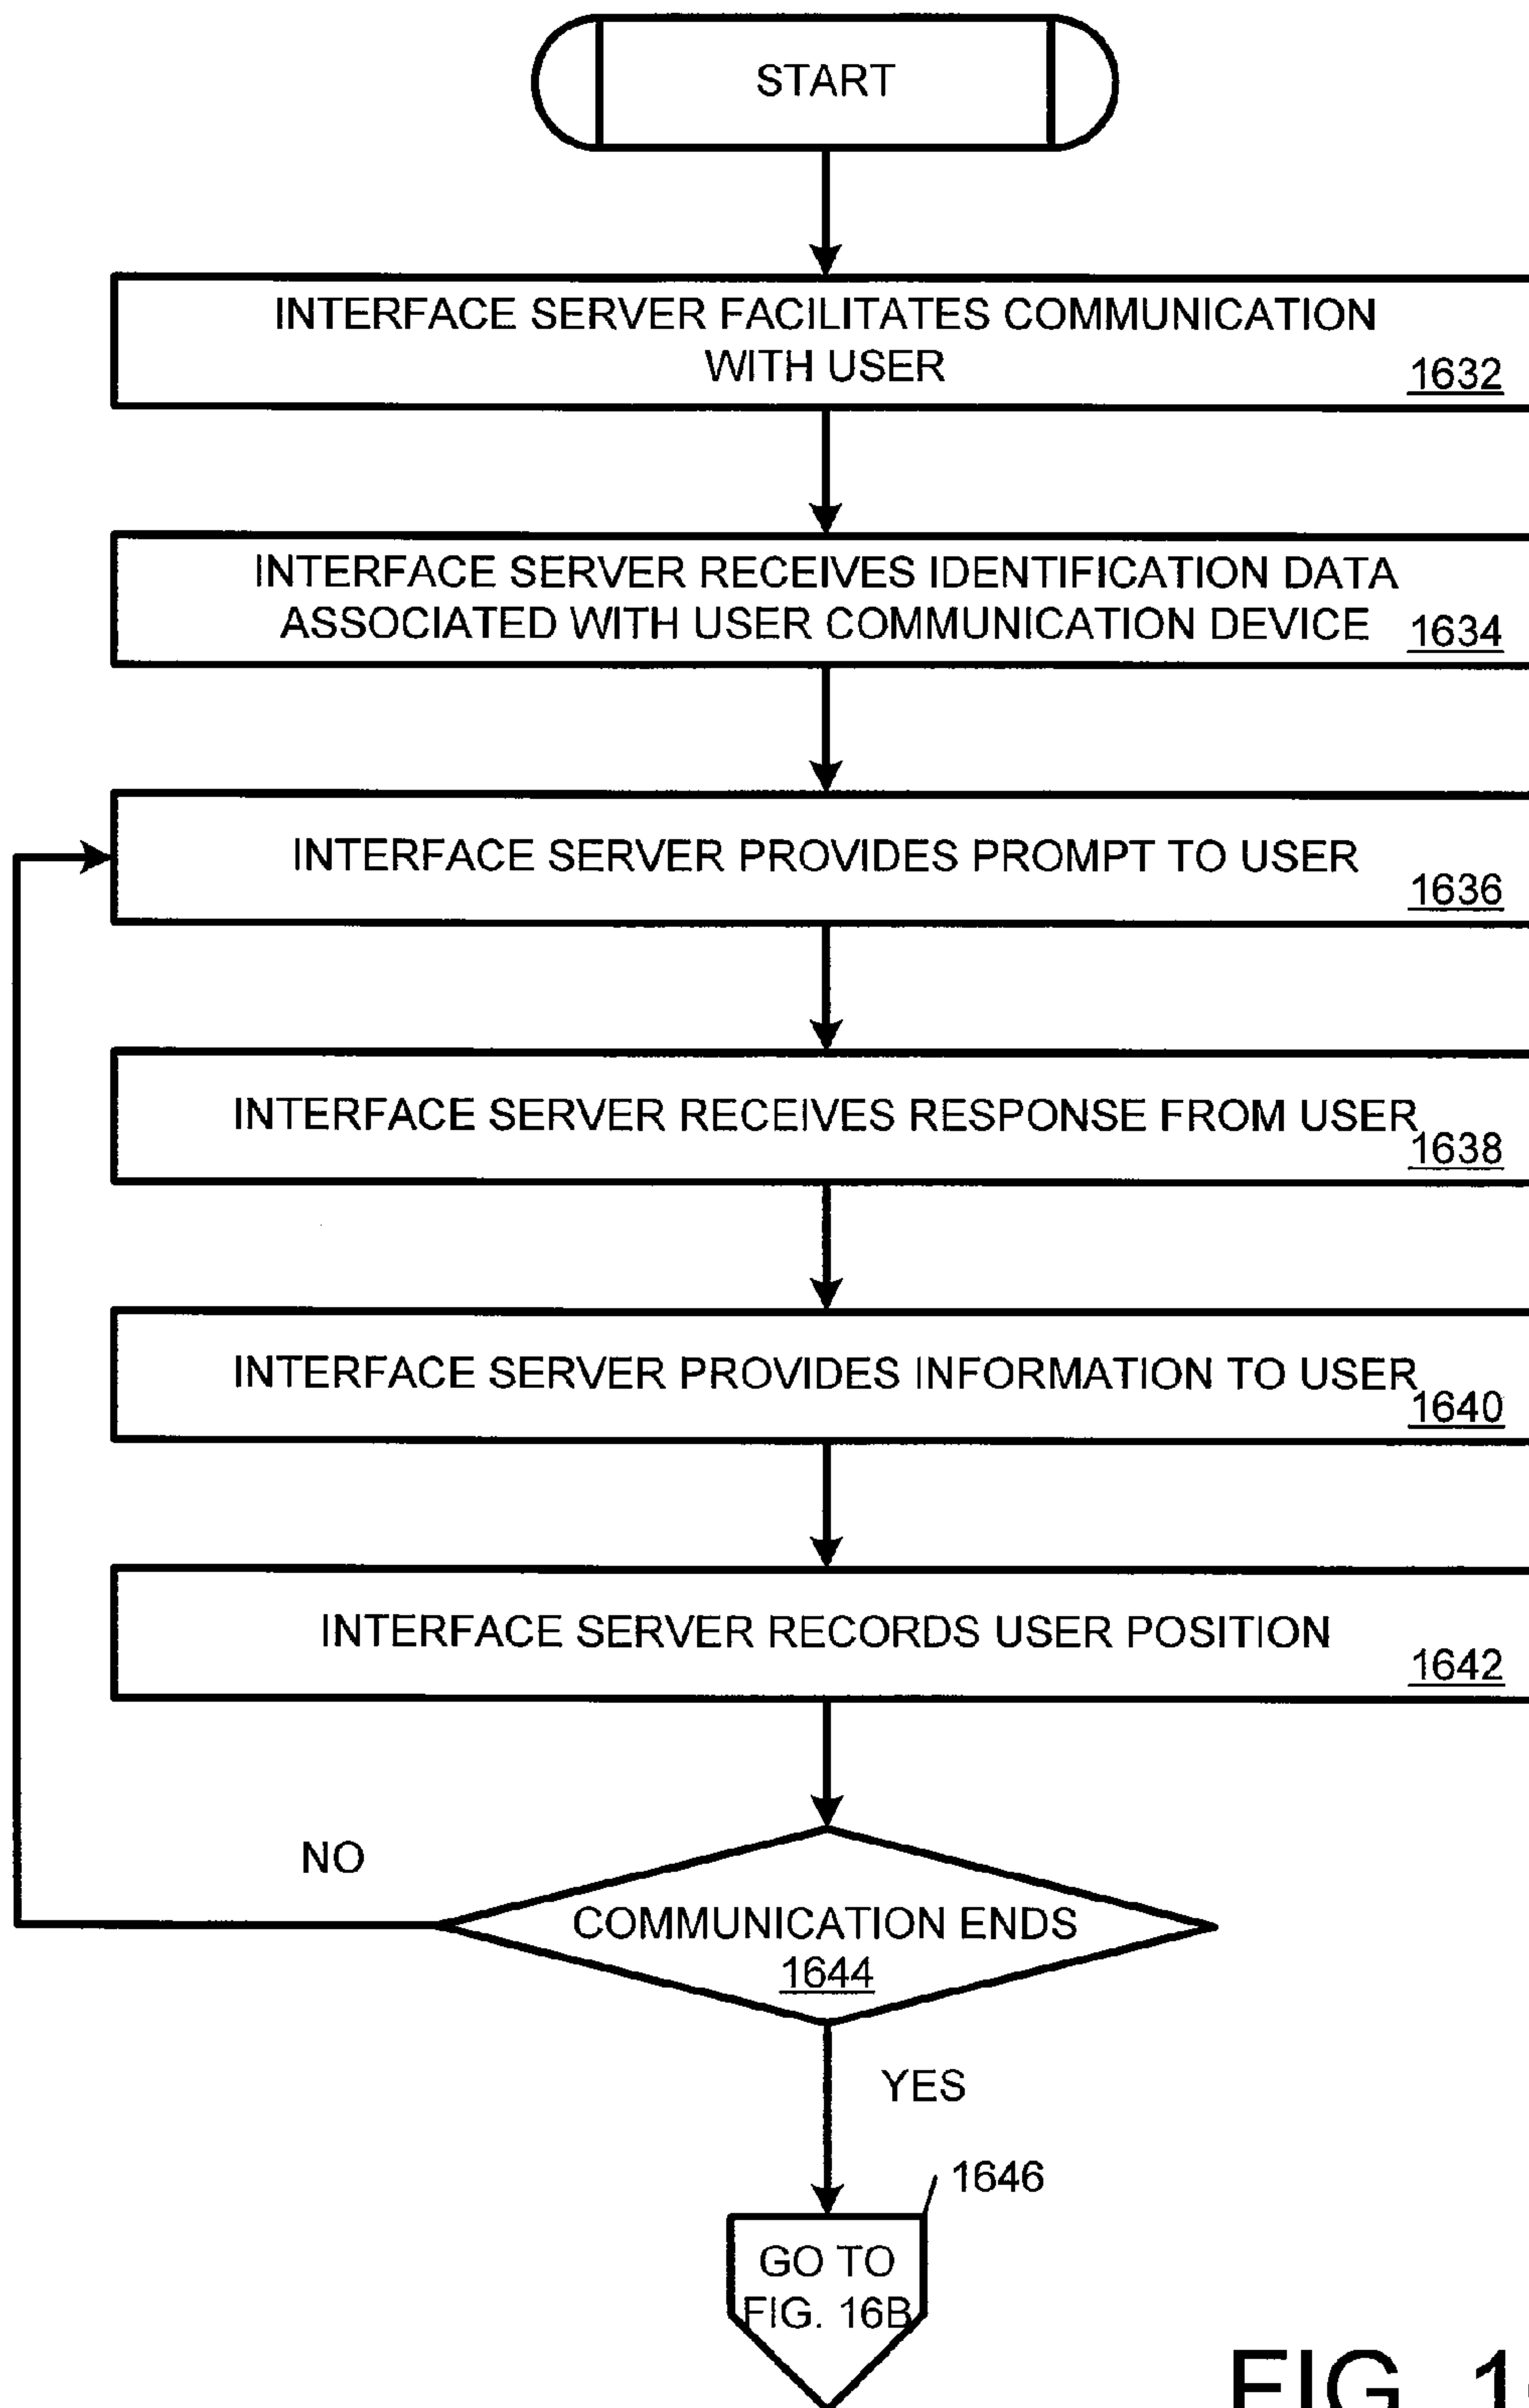 START
INTERFACE SERVER FACILITATES COMMUNICATION
WITH USER
1632
INTERFACE SERVER RECEIVES IDENTIFICATION DATA
ASSOCIATED WITH USER COMMUNICATION DEVICE
1634
INTERFACE SERVER PROVIDES PROMPT TO USER
1636
INTERFACE SERVER RECEIVES RESPONSE FROM USER
1638
INTERFACE SERVER PROVIDES INFORMATION TO USER
1640
INTERFACE SERVER RECORDS USER POSITION
1642
NO
COMMUNICATION ENDS
1644
YES
1646
GO TO
FIG. 16B
FIG. 1